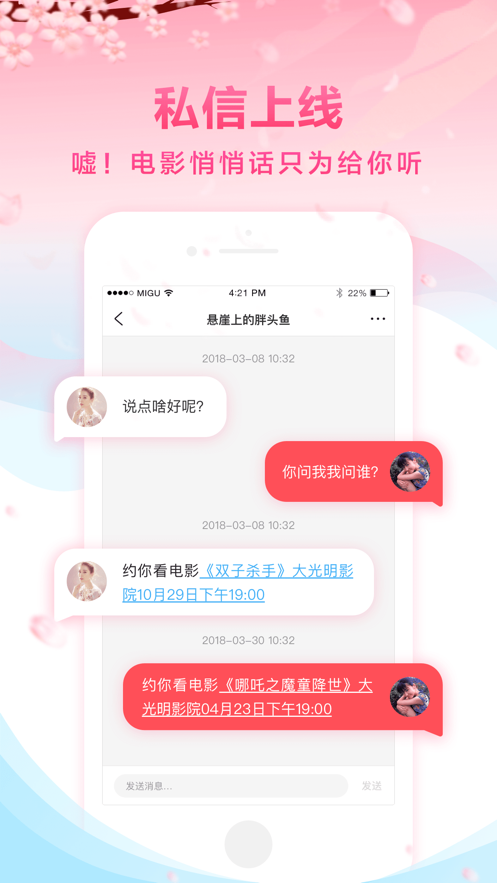 私信上线
嘘！电影悄悄话只为给你听
MIGU 4:21 PM 22%
悬崖上的胖头鱼
2018-03-08 10:32
说点啥好呢？
你问我我问谁？
2018-03-08 10:32
约你看电影《双子杀手》大光明影
院10月29日下午19:00
2018-03-30 10:32
约你看电影《哪吒之魔童降世》大
光明影院04月23日下午19:00
发送消息... 发送